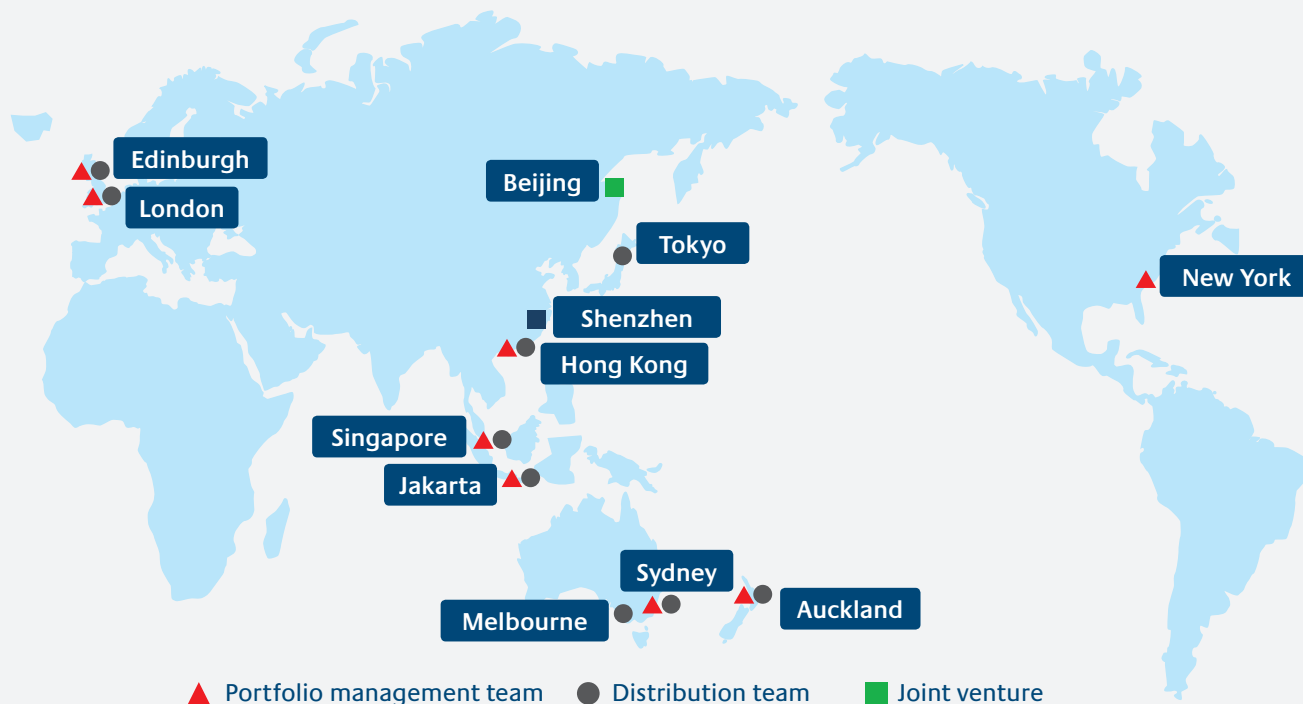 Edinburgh
London
Beijing
Tokyo
New York
Shenzhen
Hong Kong
Singapore
Jakarta
Sydney
Melbourne
Auckland
Portfolio management team
Distribution team
Joint venture